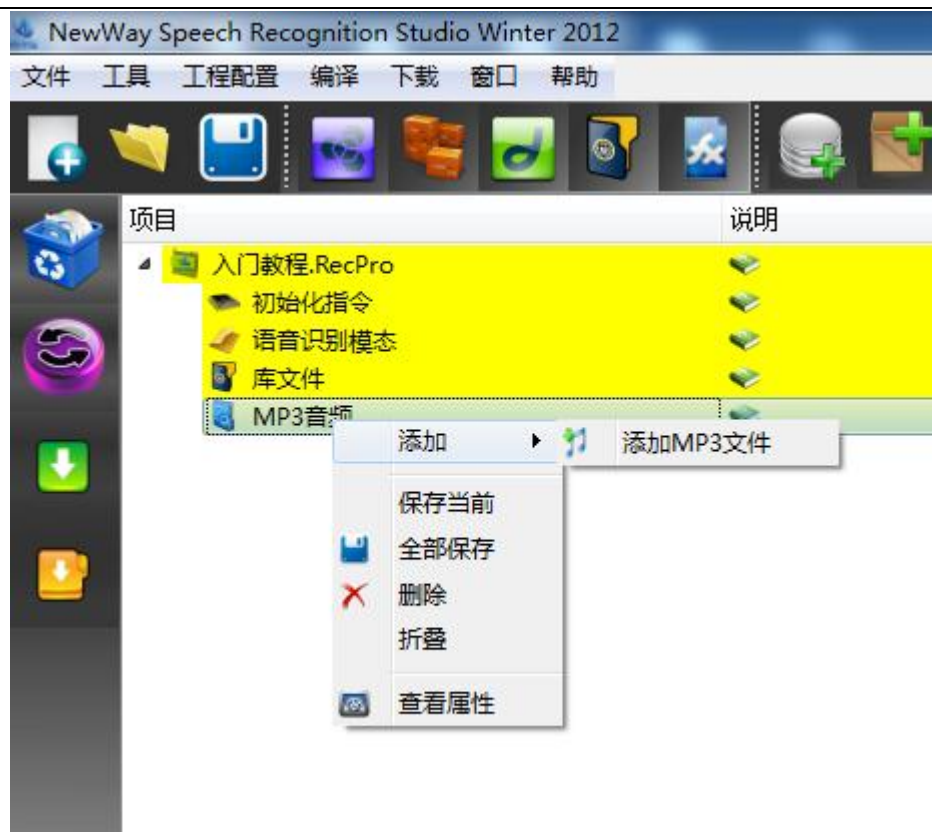 NewWay Speech Recognition Studio Winter 2012
文件 工具 工程配置 编译 下载 窗口 帮助
项目 说明
入门教程.RecPro
初始化指令
语音识别模态
库文件
MP3音频
添加 添加MP3文件
保存当前
全部保存
删除
折叠
查看属性